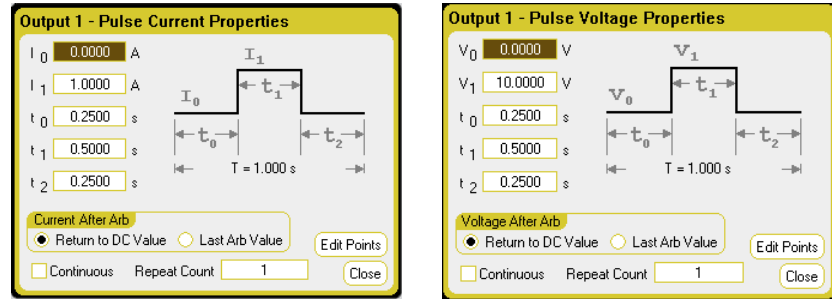 Output 1 - Pulse Current Properties
I 0 0.0000 A
I 1 1.0000 A
t 0 0.2500 s
t 1 0.5000 s
t 2 0.2500 s
I1
I0
t1
t0
t2
T = 1.000 s
Current After Arb
Return to DC Value Last Arb Value
Edit Points
Continuous Repeat Count 1
Close
Output 1 - Pulse Voltage Properties
V0 0.0000 V
V1 10.0000 V
t 0 0.2500 s
t 1 0.5000 s
t 2 0.2500 s
V1
V0
t1
t0
t2
T = 1.000 s
Voltage After Arb
Return to DC Value Last Arb Value
Edit Points
Continuous Repeat Count 1
Close